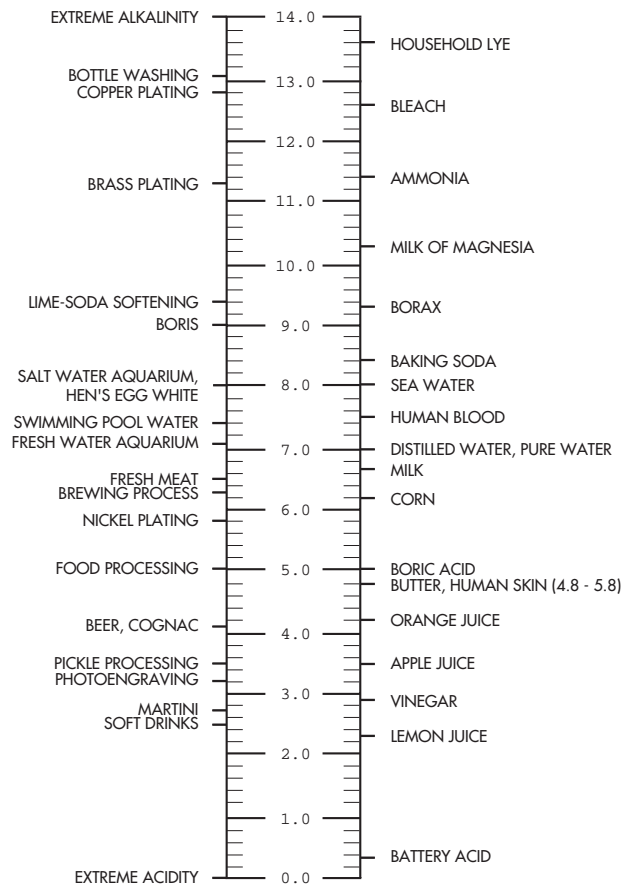 EXTREME ALKALINITY
14.0
HOUSEHOLD LYE
BOTTLE WASHING
13.0
COPPER PLATING
BLEACH
12.0
BRASS PLATING
AMMONIA
11.0
MILK OF MAGNESIA
10.0
LIME-SODA SOFTENING
BORAX
BORIS
9.0
BAKING SODA
SALT WATER AQUARIUM,
HEN'S EGG WHITE
8.0
SEA WATER
SWIMMING POOL WATER
HUMAN BLOOD
FRESH WATER AQUARIUM
7.0
DISTILLED WATER, PURE WATER
MILK
FRESH MEAT
BREWING PROCESS
CORN
6.0
NICKEL PLATING
FOOD PROCESSING
5.0
BORIC ACID
BUTTER, HUMAN SKIN (4.8 - 5.8)
BEER, COGNAC
ORANGE JUICE
4.0
PICKLE PROCESSING
APPLE JUICE
PHOTOENGRAVING
3.0
VINEGAR
MARTINI
SOFT DRINKS
LEMON JUICE
2.0
1.0
BATTERY ACID
EXTREME ACIDITY
0.0